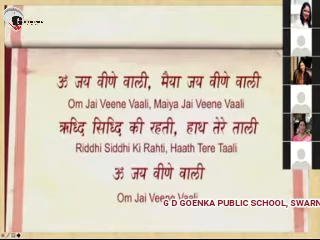 ॐ जय वीणे वाली, मैया जय वीणे वाली
Om Jai Veene Vaali, Maiya Jai Veene Vaali
ऋध्दि सिध्दि की रहती, हाथ तेरे ताली
Riddhi Siddhi Ki Rahti, Haath Tere Taali
ॐ जय वीणे वाली
Om Jai Veene Vaali
G D GOENKA PUBLIC SCHOOL, SWARN